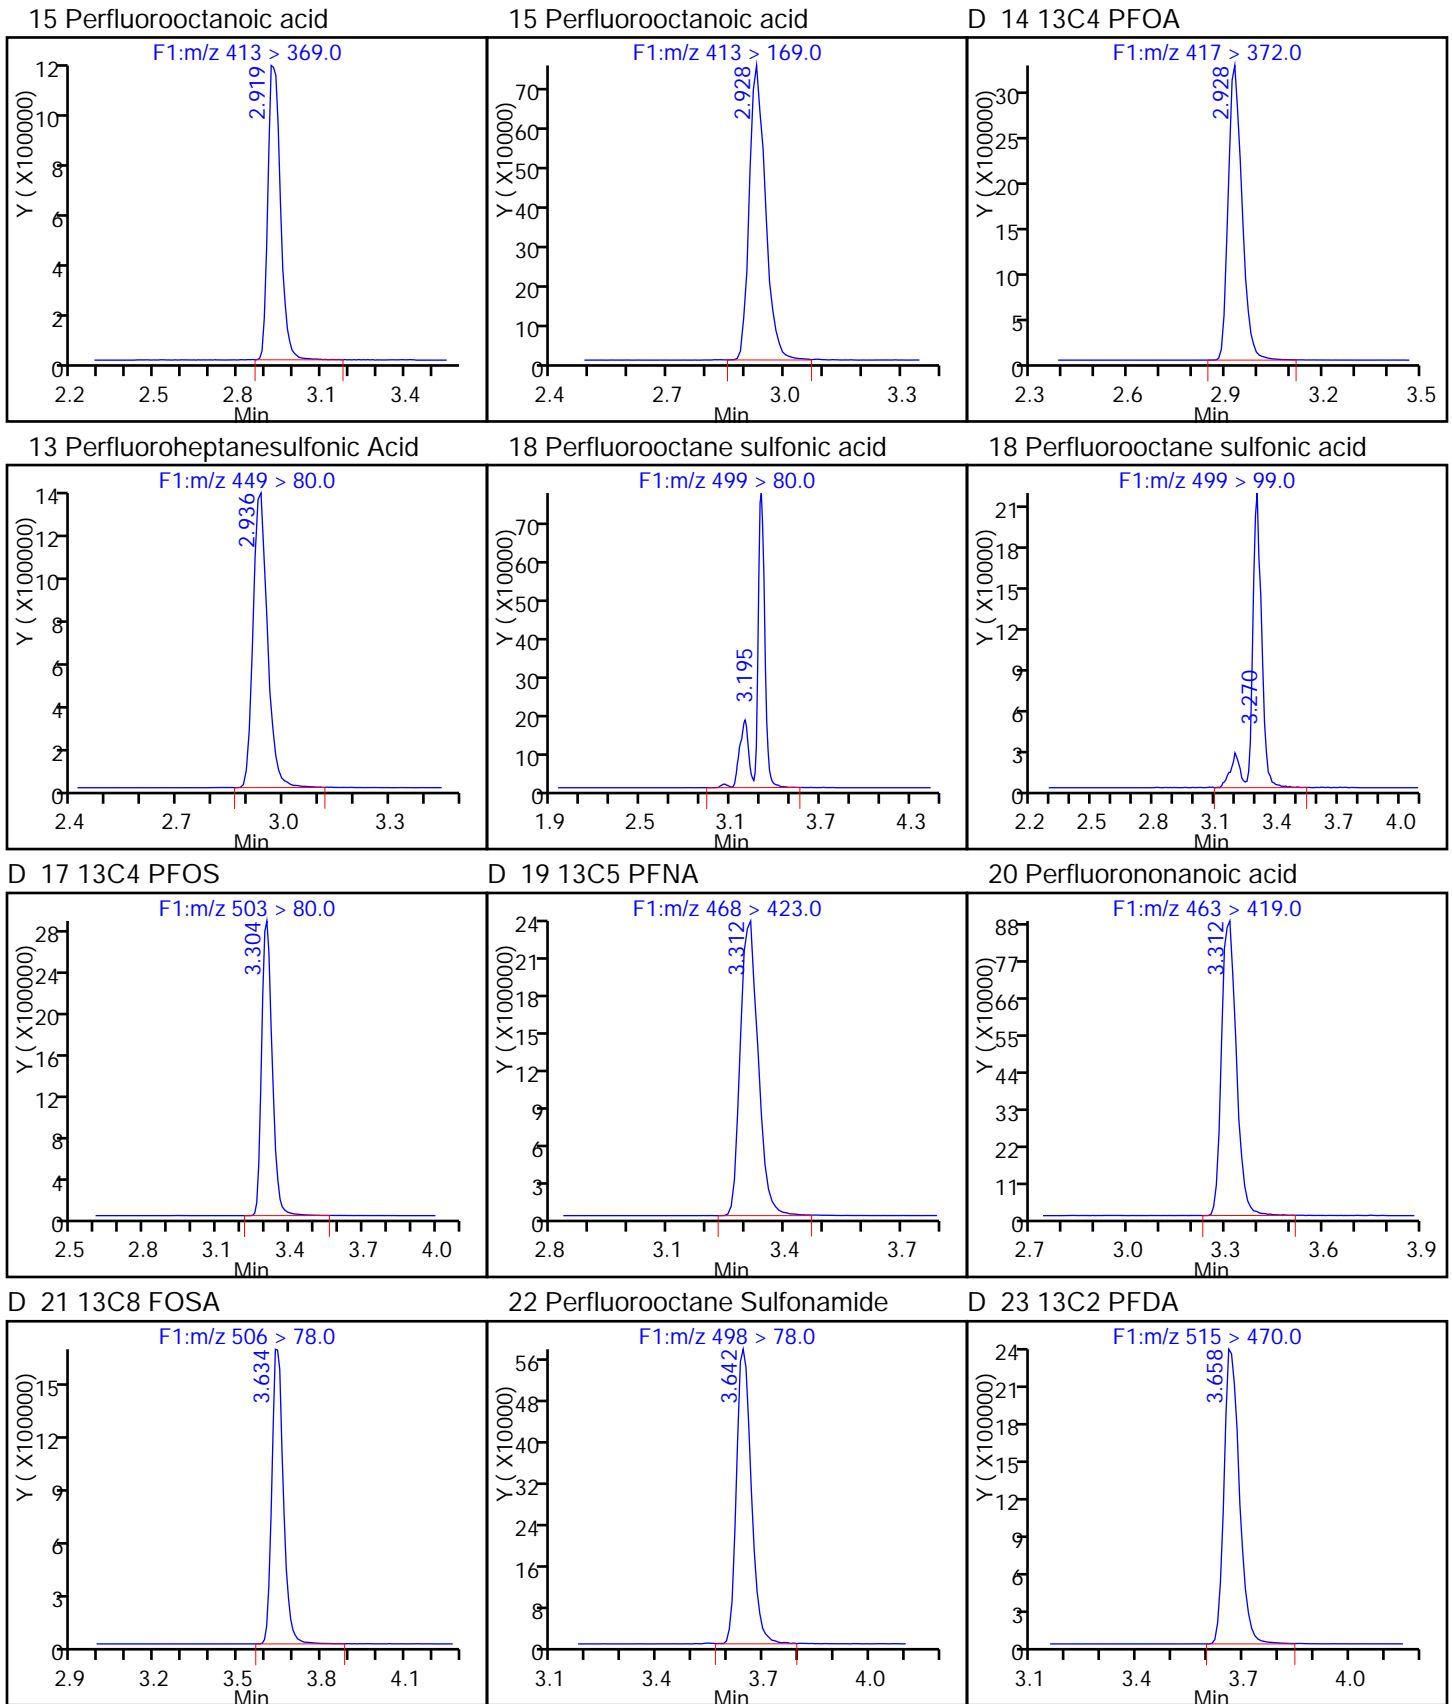 15 Perfluorooctanoic acid
F1:m/z 413 > 369.0
Y ( X100000)
12
10
8
6
4
2
0
2.919
2.2 2.5 2.8 3.1 3.4
Min
15 Perfluorooctanoic acid
F1:m/z 413 > 169.0
Y ( X10000)
70
60
50
40
30
20
10
0
2.928
2.4 2.7 3.0 3.3
Min
D 14 13C4 PFOA
F1:m/z 417 > 372.0
Y ( X100000)
30
25
20
15
10
5
0
2.928
2.3 2.6 2.9 3.2 3.5
Min
13 Perfluoroheptanesulfonic Acid
F1:m/z 449 > 80.0
Y ( X100000)
14
12
10
8
6
4
2
0
2.936
2.4 2.7 3.0 3.3
Min
18 Perfluorooctane sulfonic acid
F1:m/z 499 > 80.0
Y ( X10000)
70
60
50
40
30
20
10
0
3.195
1.9 2.5 3.1 3.7 4.3
Min
18 Perfluorooctane sulfonic acid
F1:m/z 499 > 99.0
Y ( X10000)
21
18
15
12
9
6
3
0
3.270
2.2 2.5 2.8 3.1 3.4 3.7 4.0
Min
D 17 13C4 PFOS
F1:m/z 503 > 80.0
Y ( X100000)
28
24
20
16
12
8
4
0
3.304
2.5 2.8 3.1 3.4 3.7 4.0
Min
D 19 13C5 PFNA
F1:m/z 468 > 423.0
Y ( X100000)
24
21
18
15
12
9
6
3
0
3.312
2.8 3.1 3.4 3.7
Min
20 Perfluorononanoic acid
F1:m/z 463 > 419.0
Y ( X10000)
88
77
66
55
44
33
22
11
0
3.312
2.7 3.0 3.3 3.6 3.9
Min
D 21 13C8 FOSA
F1:m/z 506 > 78.0
Y ( X100000)
15
12
9
6
3
0
3.634
2.9 3.2 3.5 3.8 4.1
Min
22 Perfluorooctane Sulfonamide
F1:m/z 498 > 78.0
Y ( X10000)
56
48
40
32
24
16
8
0
3.642
3.1 3.4 3.7 4.0
Min
D 23 13C2 PFDA
F1:m/z 515 > 470.0
Y ( X100000)
24
21
18
15
12
9
6
3
0
3.658
3.1 3.4 3.7 4.0
Min